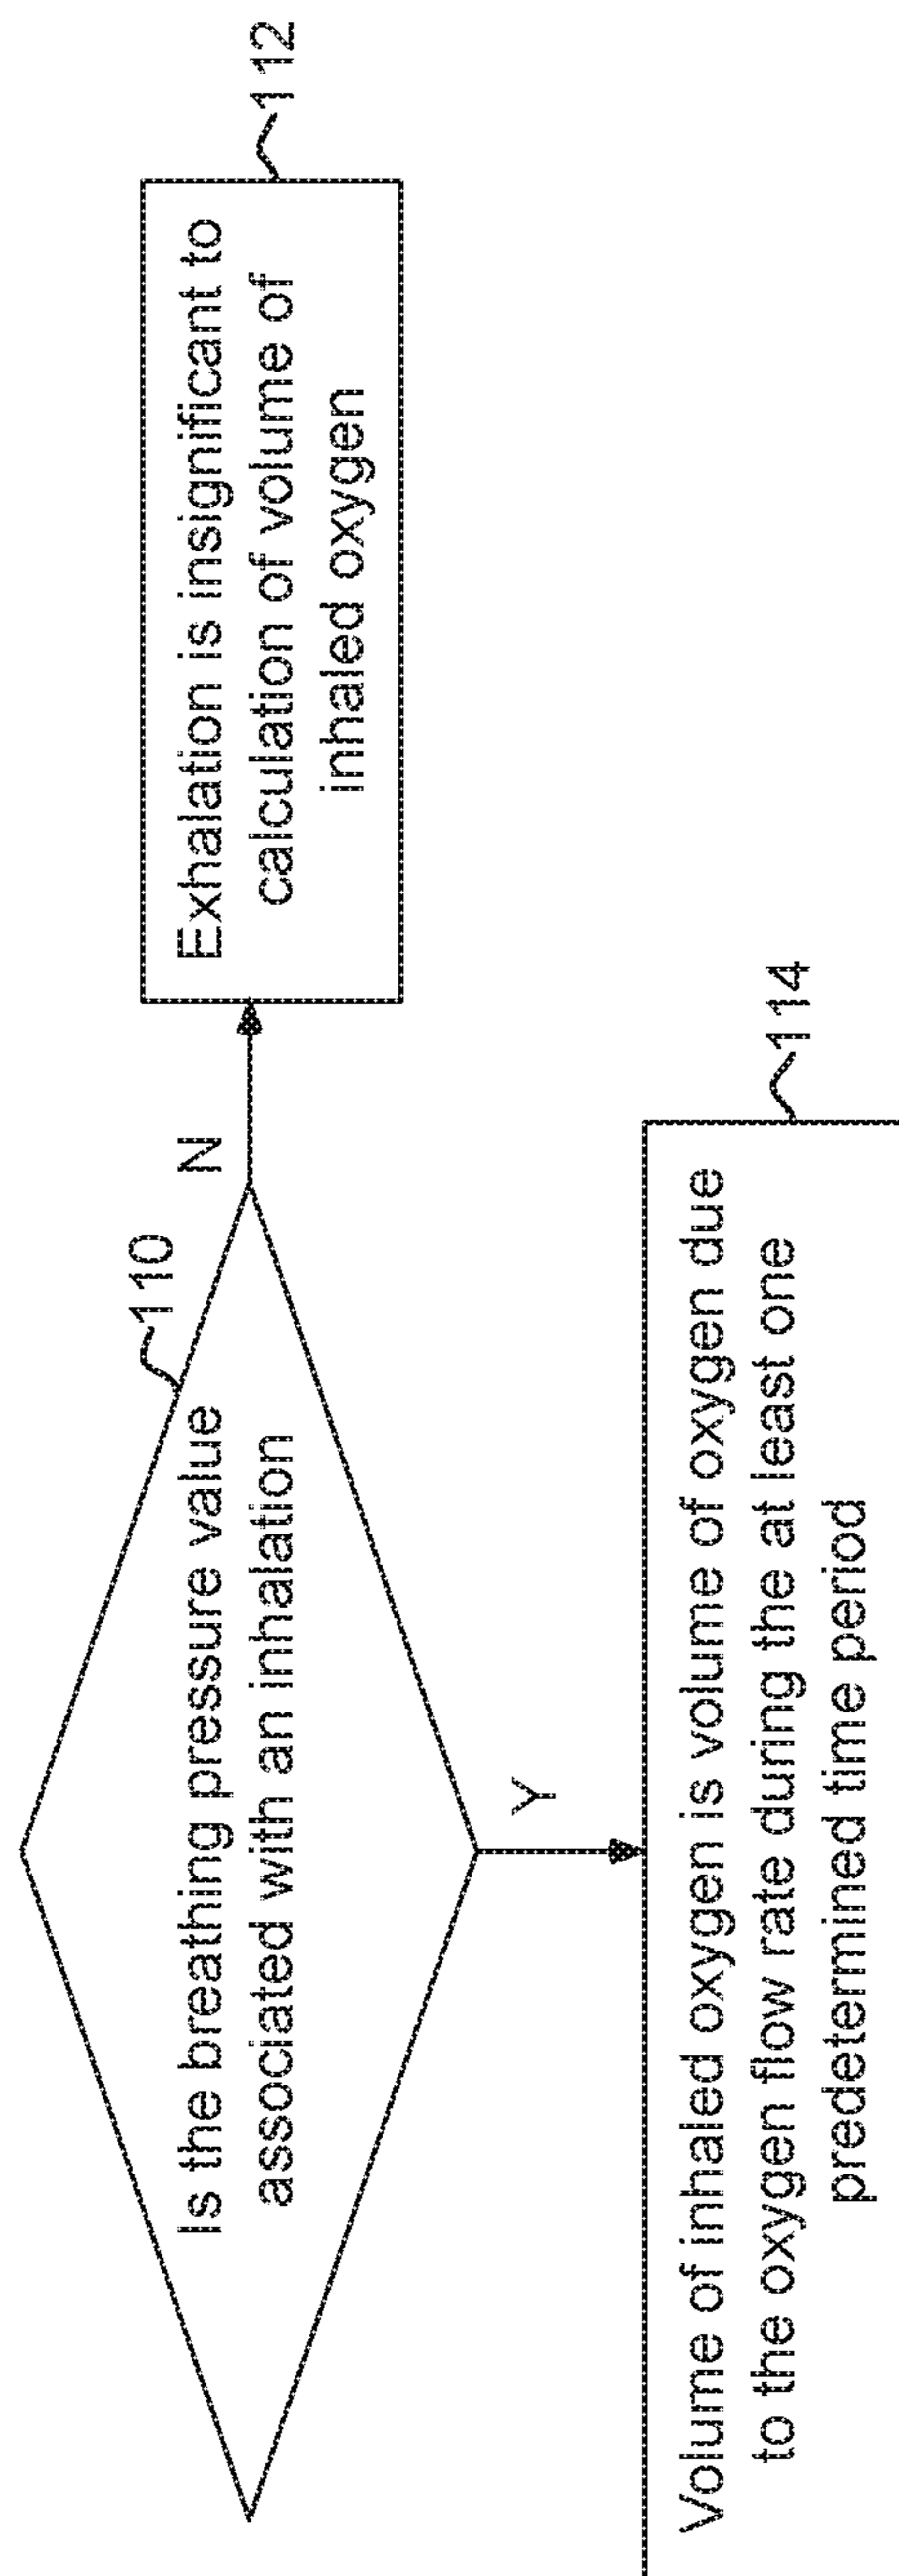 110
Is the breathing pressure value
associated with an inhalation
N
Exhalation is insignificant to
calculation of volume of
inhaled oxygen
112
Y
Volume of inhaled oxygen is volume of oxygen due
to the oxygen flow rate during the at least one
predetermined time period
114